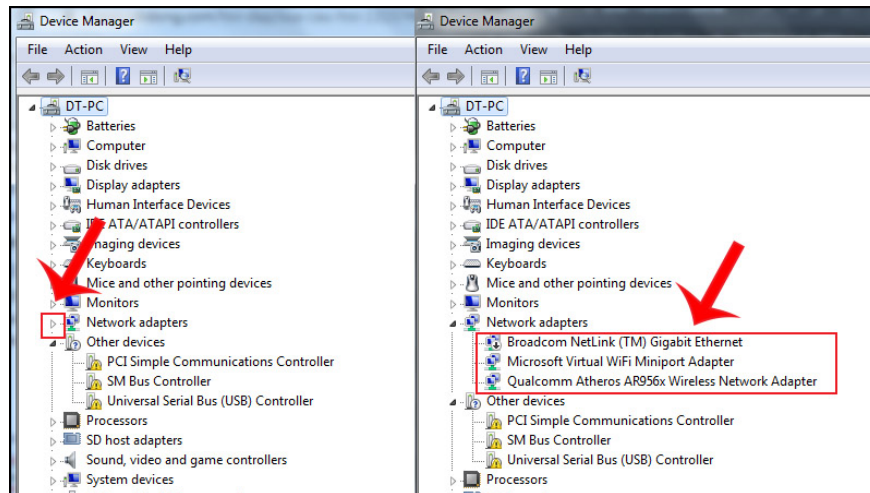 Device Manager
File Action View Help
DT-PC
Batteries
Computer
Disk drives
Display adapters
Human Interface Devices
IDE ATA/ATAPI controllers
Imaging devices
Keyboards
Mice and other pointing devices
Monitors
Network adapters
Other devices
PCI Simple Communications Controller
SM Bus Controller
Universal Serial Bus (USB) Controller
Processors
SD host adapters
Sound, video and game controllers
System devices
Device Manager
File Action View Help
DT-PC
Batteries
Computer
Disk drives
Display adapters
Human Interface Devices
IDE ATA/ATAPI controllers
Imaging devices
Keyboards
Mice and other pointing devices
Monitors
Network adapters
Broadcom NetLink (TM) Gigabit Ethernet
Microsoft Virtual WiFi Miniport Adapter
Qualcomm Atheros AR956x Wireless Network Adapter
Other devices
PCI Simple Communications Controller
SM Bus Controller
Universal Serial Bus (USB) Controller
Processors